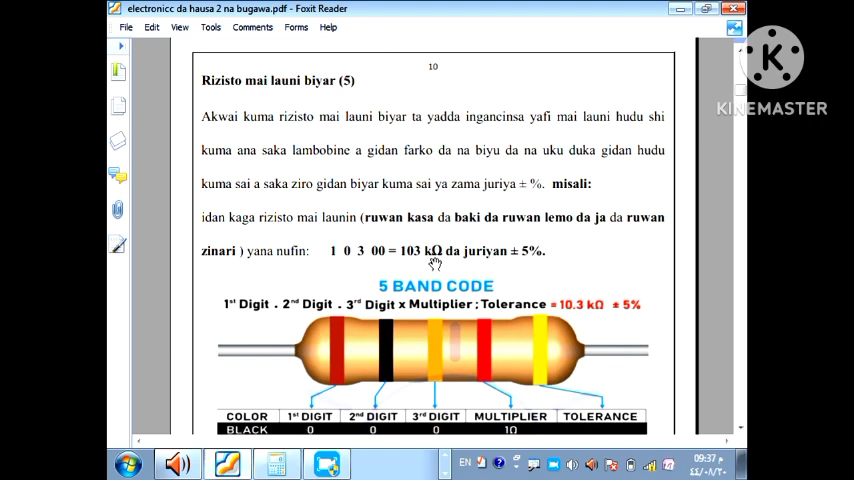 electronicc da hausa 2 na bugawa.pdf - Foxit Reader
File Edit View Tools Comments Forms Help
KINEMASTER
10
Rizisto mai launi biyar (5)
Akwai kuma rizisto mai launi biyar ta yadda ingancinsa yafi mai launi hudu shi
kuma ana saka lambobine a gidan farko da na biyu da na uku duka gidan hudu
kuma sai a saka ziro gidan biyar kuma sai ya zama juriya ± %. misali:
idan kaga rizisto mai launin (ruwan kasa da baki da ruwan lemo da ja da ruwan
zinari ) yana nufin: 1 0 3 00 = 103 kΩ da juriyan ± 5%.
5 BAND CODE
1st Digit . 2nd Digit . 3rd Digit x Multiplier ; Tolerance = 10.3 kΩ ± 5%
COLOR 1ST DIGIT 2ND DIGIT 3RD DIGIT MULTIPLIER TOLERANCE
BLACK 0 0 0 1Ω
EN 09:37 م
٤٤/٠٨/٢٠